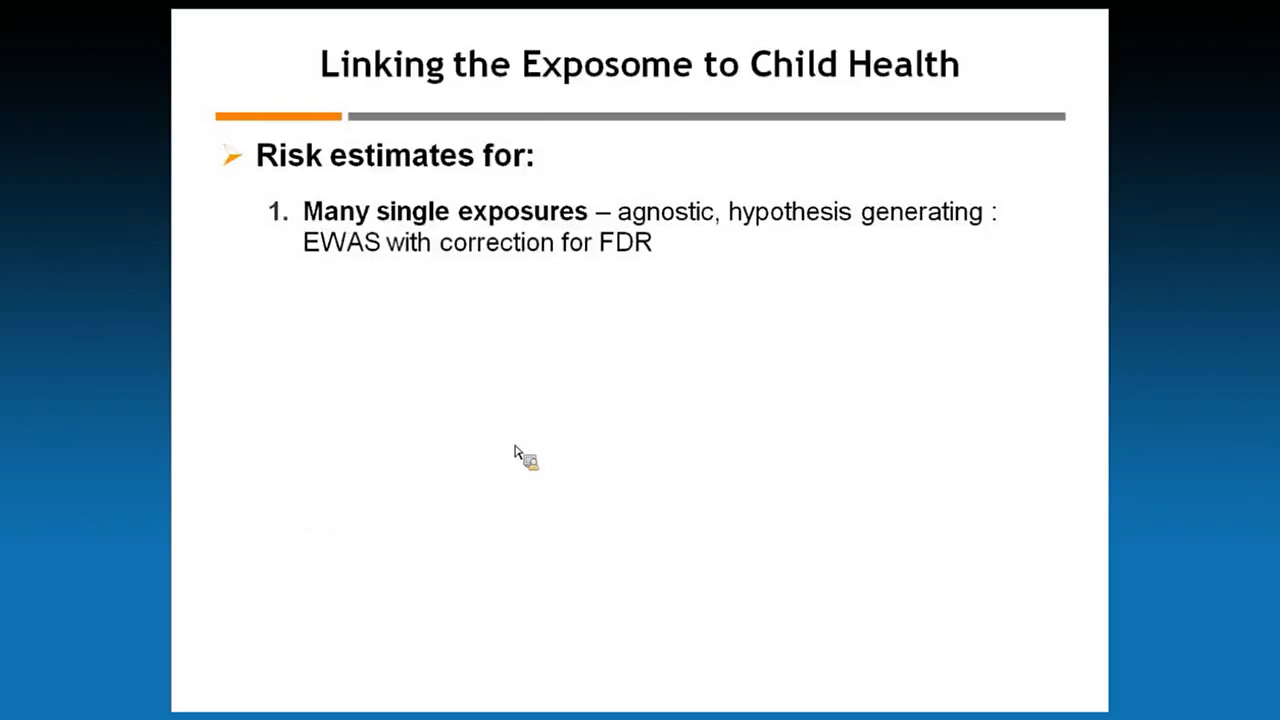 Linking the Exposome to Child Health
Risk estimates for:
1. Many single exposures – agnostic, hypothesis generating :
EWAS with correction for FDR